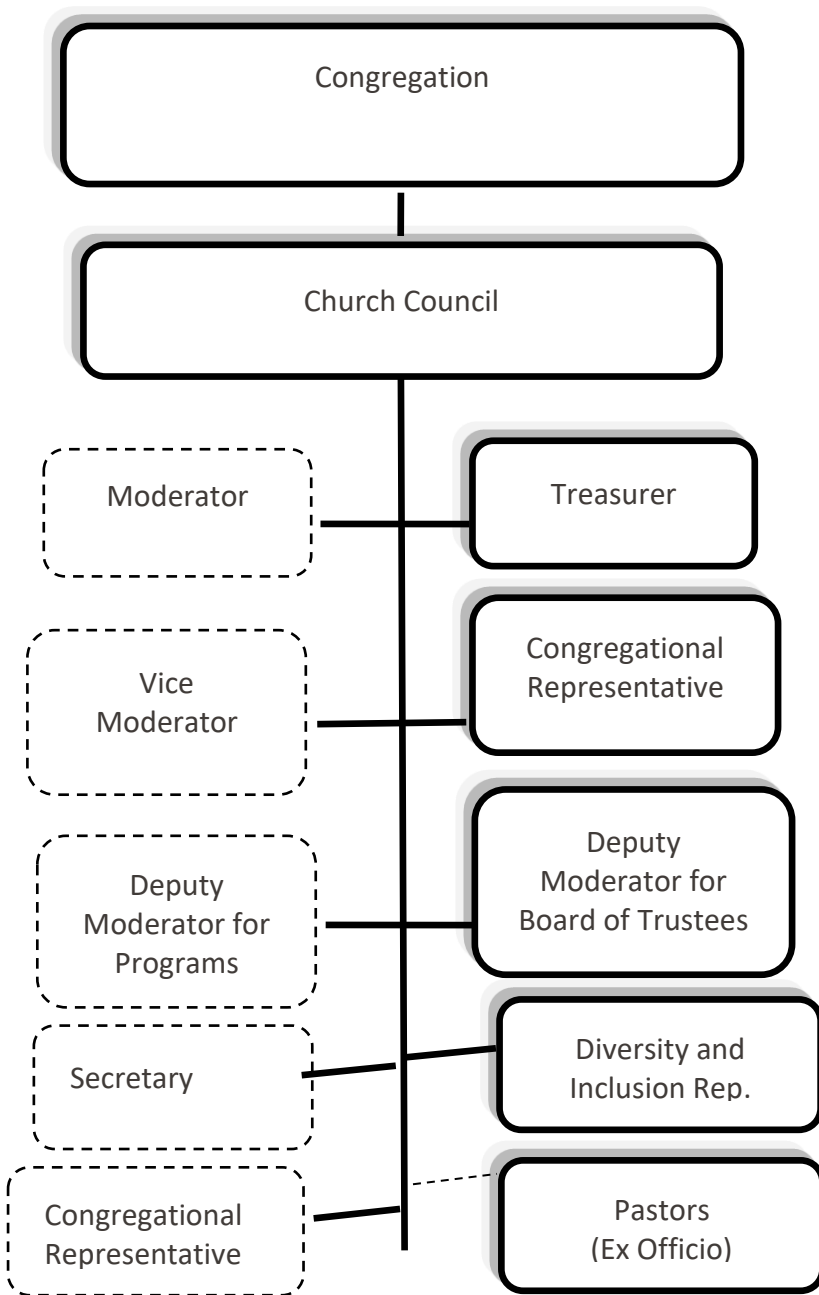 Congregation
Church Council
Moderator
Treasurer
Vice
Moderator
Congregational
Representative
Deputy
Moderator for
Programs
Deputy
Moderator for
Board of Trustees
Secretary
Diversity and
Inclusion Rep.
Congregational
Representative
Pastors
(Ex Officio)